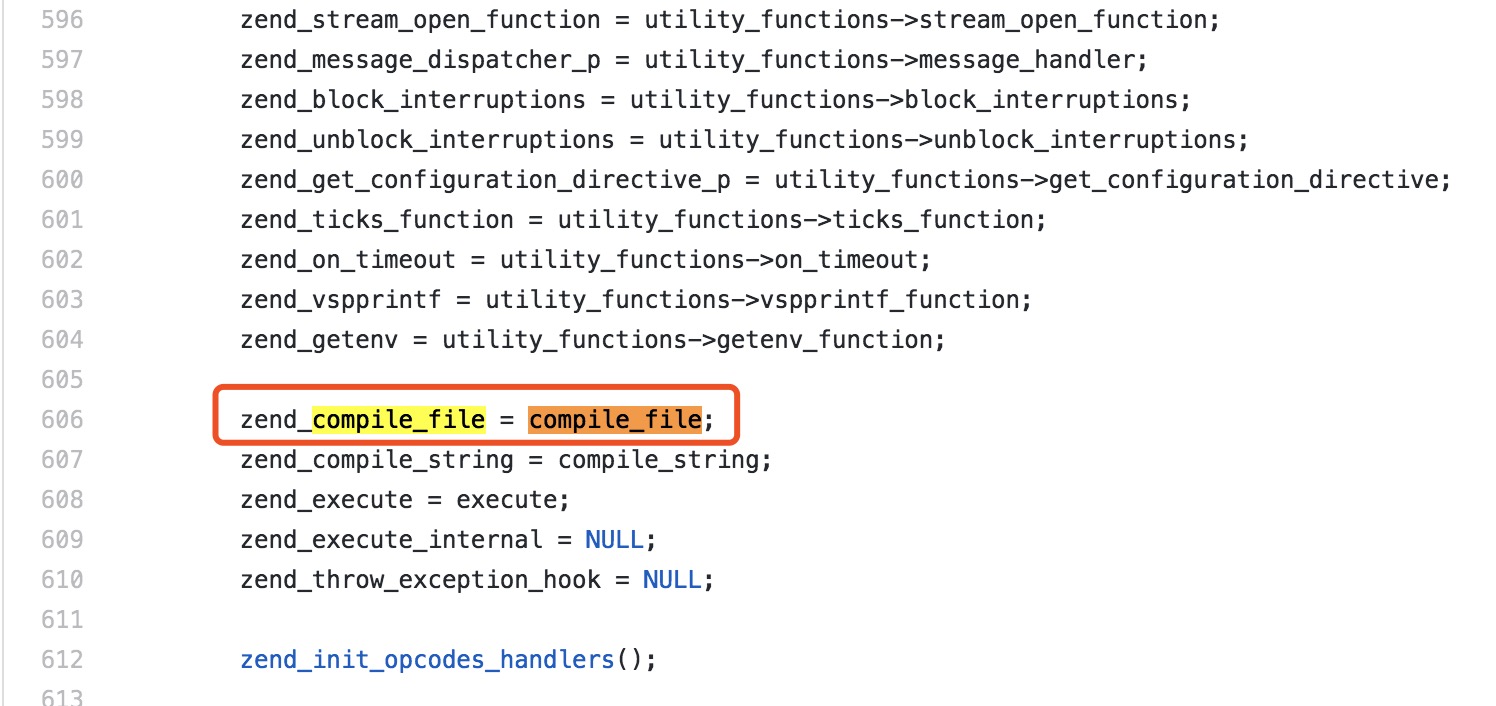 596 zend_stream_open_function = utility_functions->stream_open_function;
597 zend_message_dispatcher_p = utility_functions->message_handler;
598 zend_block_interruptions = utility_functions->block_interruptions;
599 zend_unblock_interruptions = utility_functions->unblock_interruptions;
600 zend_get_configuration_directive_p = utility_functions->get_configuration_directive;
601 zend_ticks_function = utility_functions->ticks_function;
602 zend_on_timeout = utility_functions->on_timeout;
603 zend_vspprintf = utility_functions->vspprintf_function;
604 zend_getenv = utility_functions->getenv_function;
605
606 zend_compile_file = compile_file;
607 zend_compile_string = compile_string;
608 zend_execute = execute;
609 zend_execute_internal = NULL;
610 zend_throw_exception_hook = NULL;
611
612 zend_init_opcodes_handlers();
613